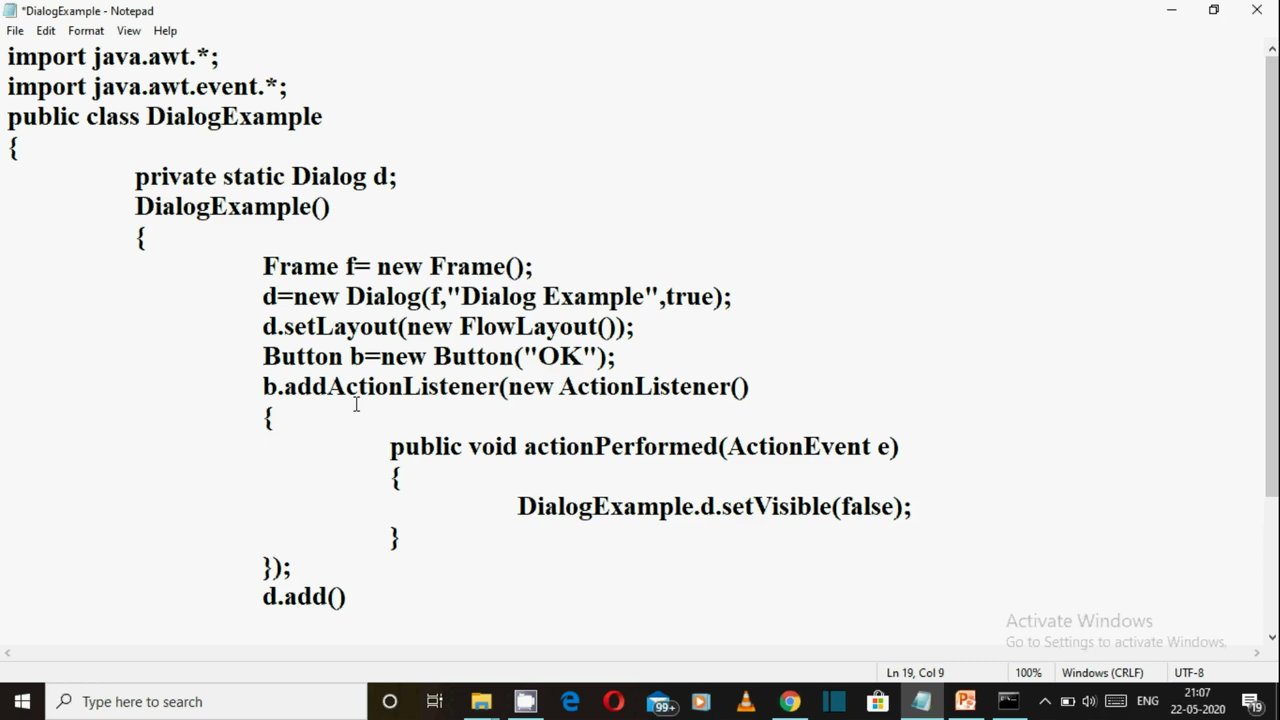 *DialogExample - Notepad
File Edit Format View Help
import java.awt.*;
import java.awt.event.*;
public class DialogExample
{
private static Dialog d;
DialogExample()
{
Frame f= new Frame();
d=new Dialog(f,"Dialog Example",true);
d.setLayout(new FlowLayout());
Button b=new Button("OK");
b.addActionListener(new ActionListener()
{
public void actionPerformed(ActionEvent e)
{
DialogExample.d.setVisible(false);
}
});
d.add()
Activate Windows
Go to Settings to activate Windows.
Ln 19, Col 9 100% Windows (CRLF) UTF-8
Type here to search 99+ ENG 21:07
22-05-2020 19